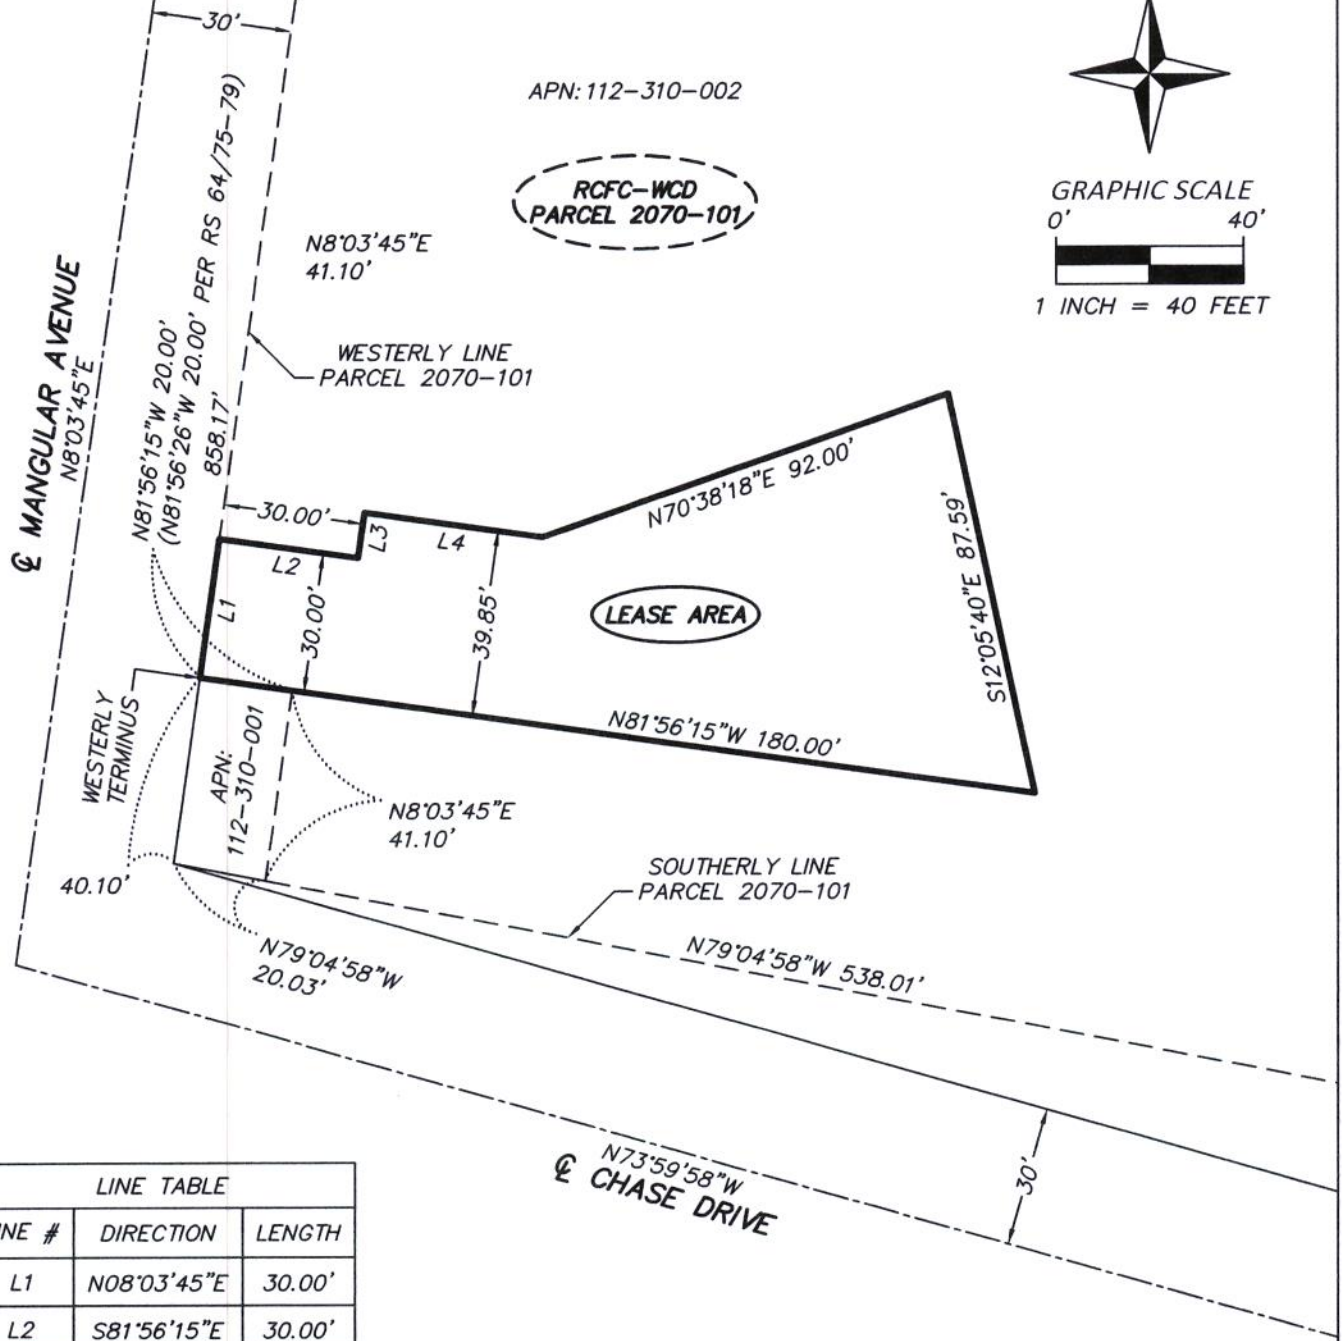 30'
APN: 112-310-002
RCFC-WCD
PARCEL 2070-101
GRAPHIC SCALE
0' 40'
1 INCH = 40 FEET
N8°03'45"E
41.10'
WESTERLY LINE
PARCEL 2070-101
℄ MANGULAR AVENUE
N8°03'45"E
N81°56'15"W 20.00'
(N81°56'26"W 20.00' PER RS 64/75-79)
858.17'
30.00'
L3
L4
L2
L1
30.00'
39.85'
N70°38'18"E 92.00'
S12°05'40"E 87.59'
LEASE AREA
N81°56'15"W 180.00'
WESTERLY
TERMINUS
APN:
112-310-001
N8°03'45"E
41.10'
40.10'
SOUTHERLY LINE
PARCEL 2070-101
N79°04'58"W
20.03'
N79°04'58"W 538.01'
N73°59'58"W
℄ CHASE DRIVE
30'
LINE TABLE
NE # DIRECTION LENGTH
L1 N08°03'45"E 30.00'
L2 S81°56'15"E 30.00'